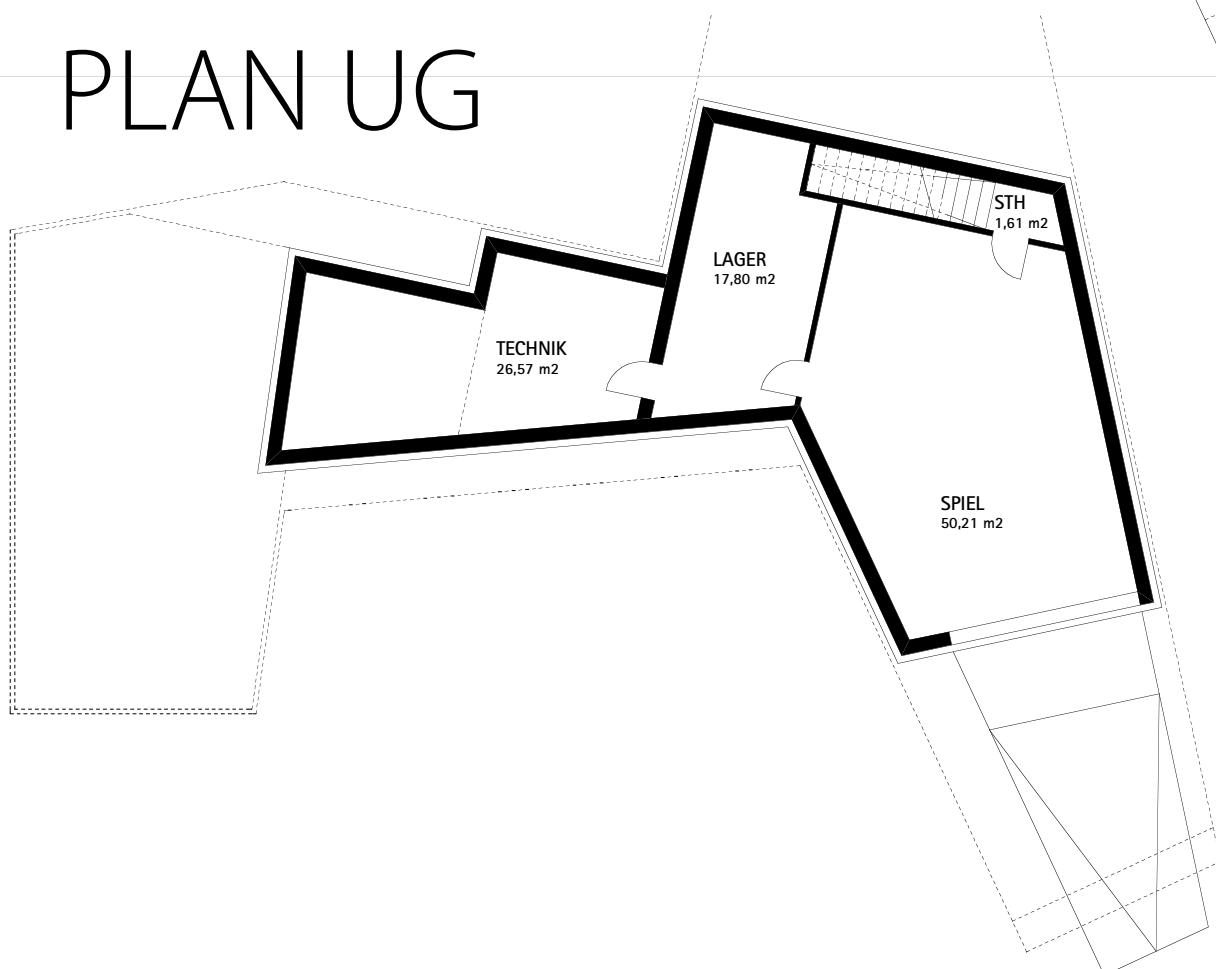 PLAN UG
STH
1,61 m2
LAGER
17,80 m2
TECHNIK
26,57 m2
SPIEL
50,21 m2